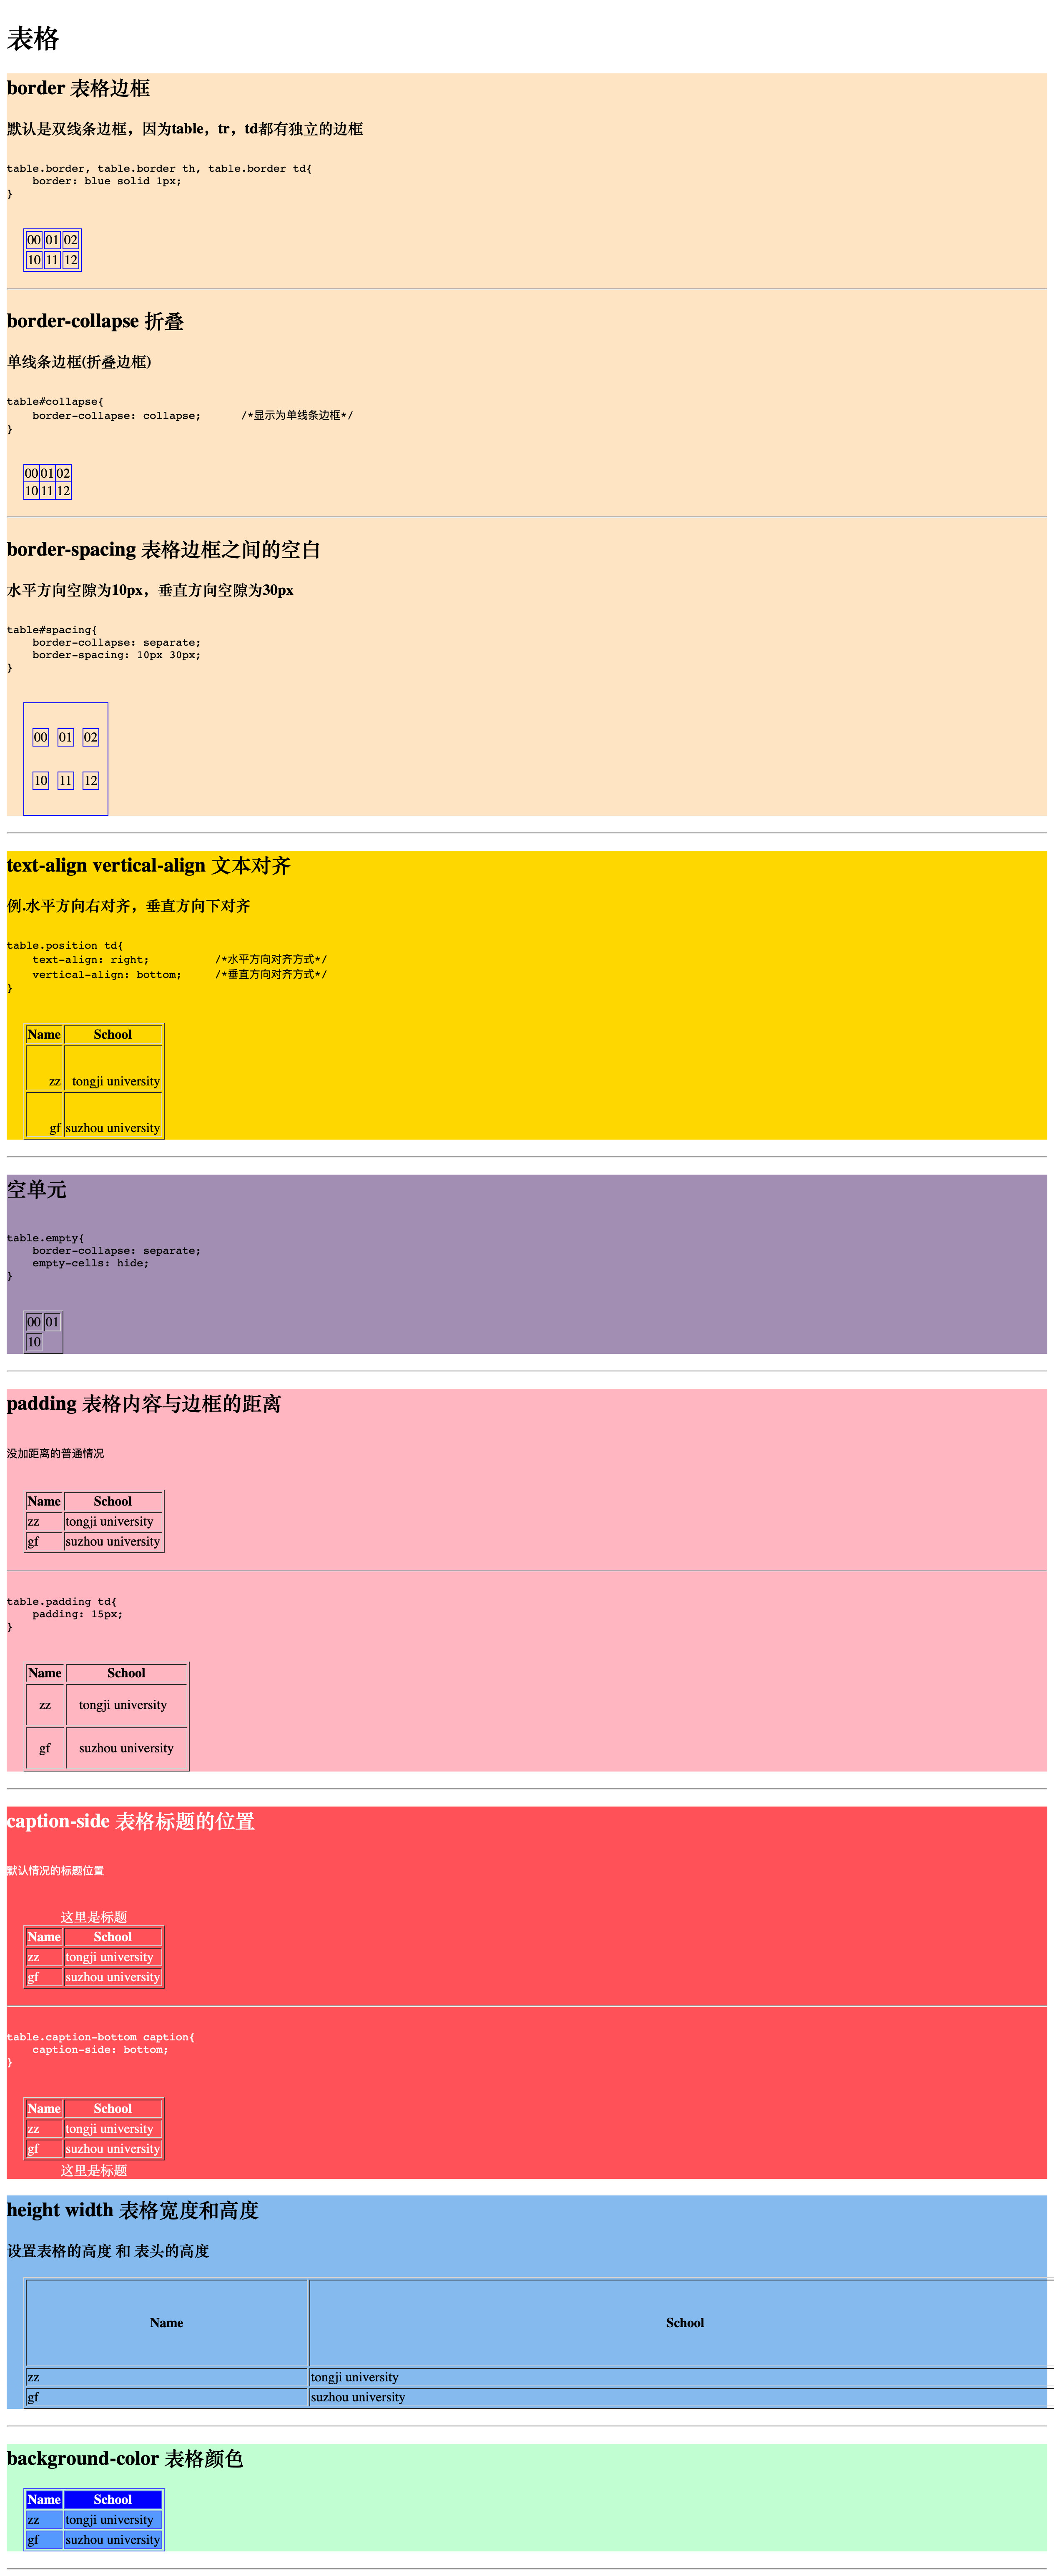 表格
border 表格边框
默认是双线条边框，因为table，tr，td都有独立的边框
table.border, table.border th, table.border td{
    border: blue solid 1px;
}
00 01 02
10 11 12
border-collapse 折叠
单线条边框(折叠边框)
table#collapse{
    border-collapse: collapse;      /*显示为单线条边框*/
}
00 01 02
10 11 12
border-spacing 表格边框之间的空白
水平方向空隙为10px，垂直方向空隙为30px
table#spacing{
    border-collapse: separate;
    border-spacing: 10px 30px;
}
00 01 02
10 11 12
text-align vertical-align 文本对齐
例.水平方向右对齐，垂直方向下对齐
table.position td{
    text-align: right;          /*水平方向对齐方式*/
    vertical-align: bottom;     /*垂直方向对齐方式*/
}
Name School
zz tongji university
gf suzhou university
空单元
table.empty{
    border-collapse: separate;
    empty-cells: hide;
}
00 01
10
padding 表格内容与边框的距离
没加距离的普通情况
Name School
zz tongji university
gf suzhou university
table.padding td{
    padding: 15px;
}
Name School
zz tongji university
gf suzhou university
caption-side 表格标题的位置
默认情况的标题位置
这里是标题
Name School
zz tongji university
gf suzhou university
table.caption-bottom caption{
    caption-side: bottom;
}
Name School
zz tongji university
gf suzhou university
这里是标题
height width 表格宽度和高度
设置表格的高度 和 表头的高度
Name School
zz tongji university
gf suzhou university
background-color 表格颜色
Name School
zz tongji university
gf suzhou university